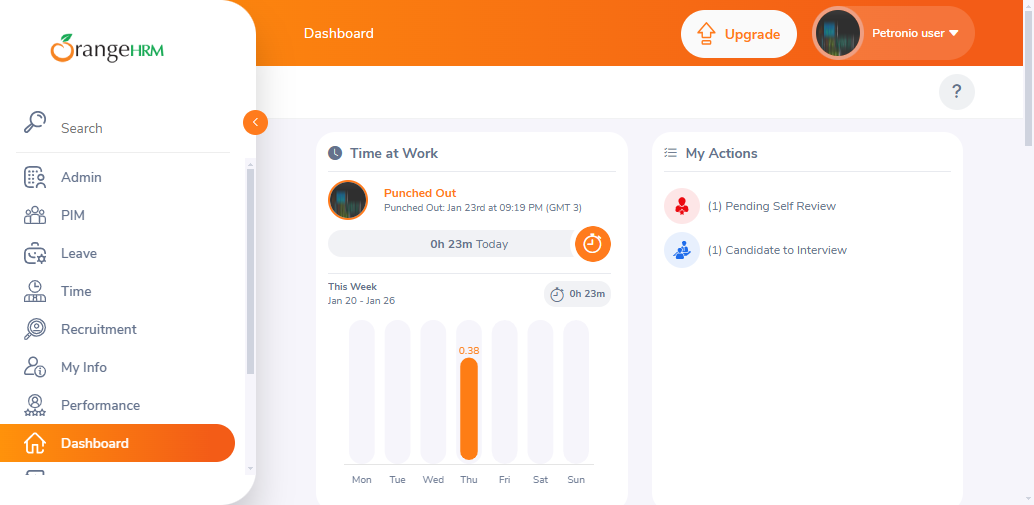 OrangeHRM
Search
Admin
PIM
Leave
Time
Recruitment
My Info
Performance
Dashboard
Dashboard
Upgrade
Petronio user
?
Time at Work
Punched Out
Punched Out: Jan 23rd at 09:19 PM (GMT 3)
0h 23m Today
This Week
Jan 20 - Jan 26
0h 23m
0.38
Mon Tue Wed Thu Fri Sat Sun
My Actions
(1) Pending Self Review
(1) Candidate to Interview